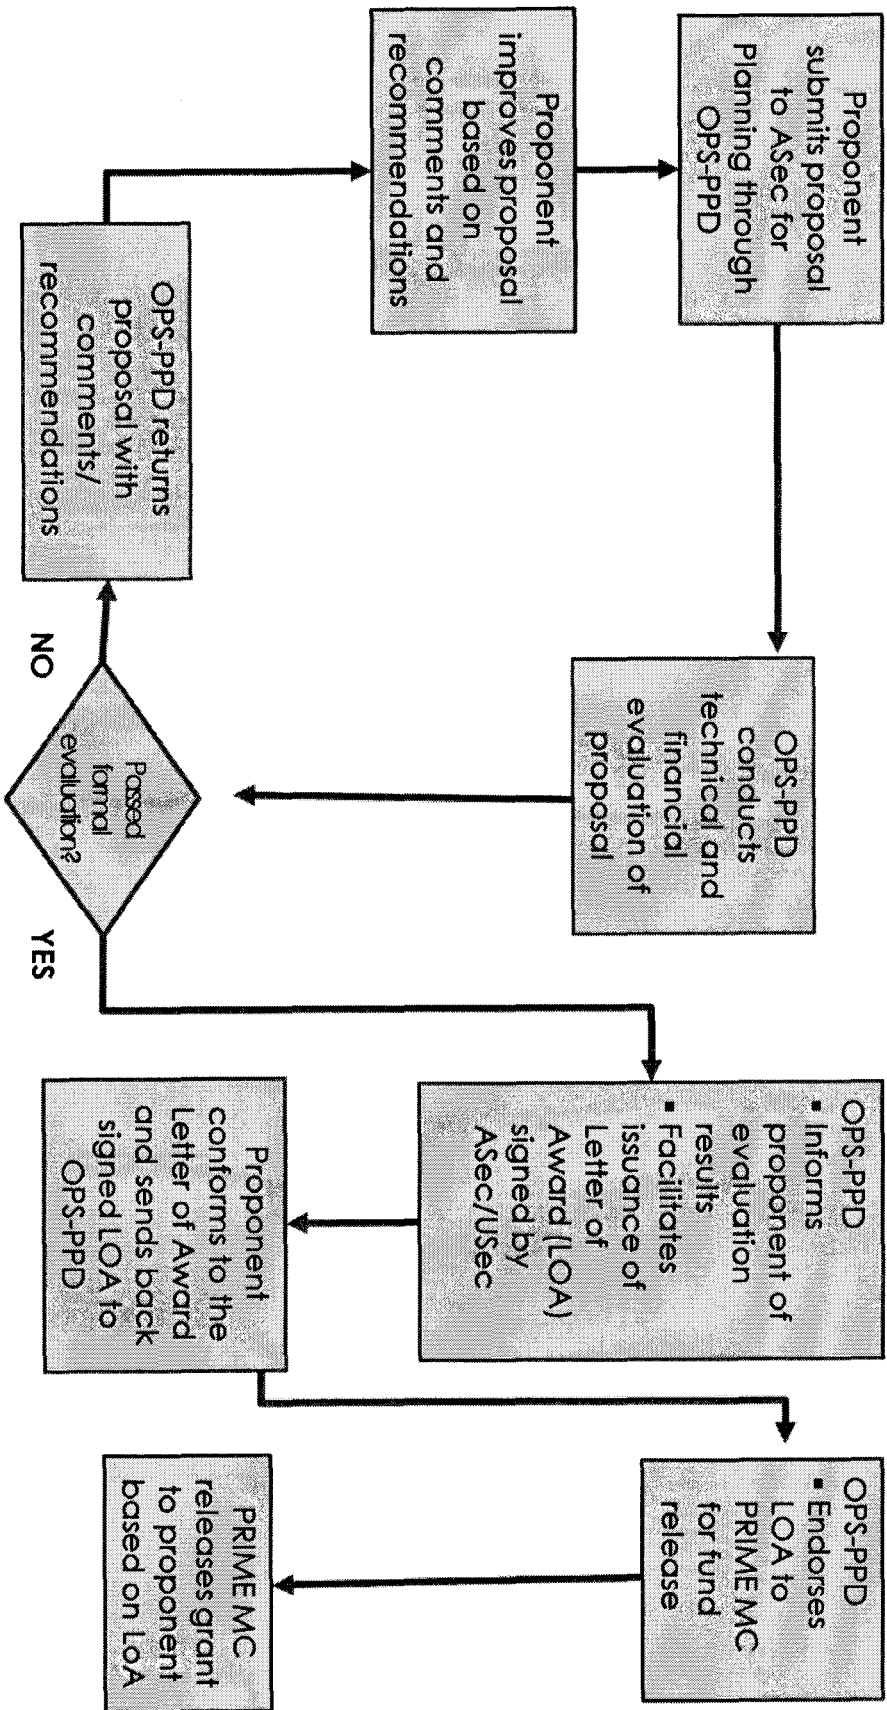 Proponent
submits proposal
to ASec for
Planning through
OPS-PPD
OPS-PPD
conducts
technical and
financial
evaluation of
proposal
Passed
formal
evaluation?
NO
YES
OPS-PPD returns
proposal with
comments/
recommendations
Proponent
improves proposal
based on
comments and
recommendations
OPS-PPD
▪ Informs
proponent of
evaluation
results
▪ Facilitates
issuance of
Letter of
Award (LOA)
signed by
ASec/USec
Proponent
conforms to the
Letter of Award
and sends back
signed LOA to
OPS-PPD
OPS-PPD
▪ Endorses
LOA to
PRIME MC
for fund
release
PRIME MC
releases grant
to proponent
based on LoA